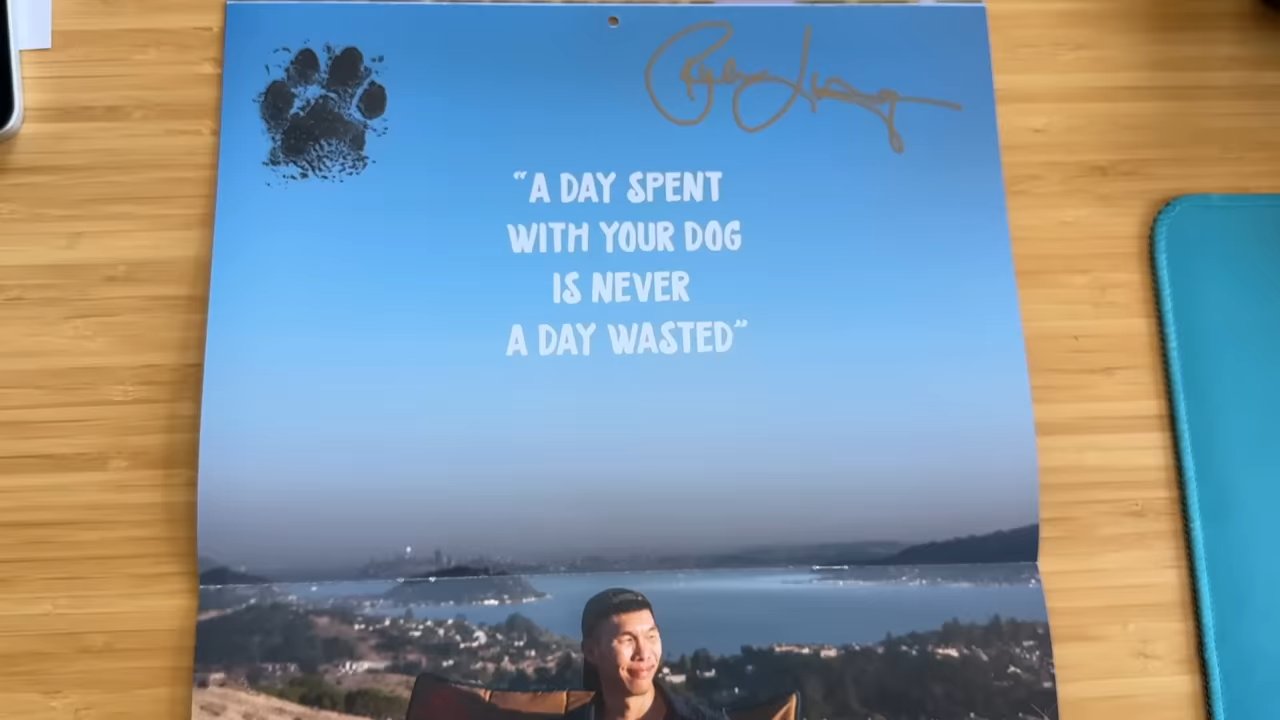 “A DAY SPENT
WITH YOUR DOG
IS NEVER
A DAY WASTED”